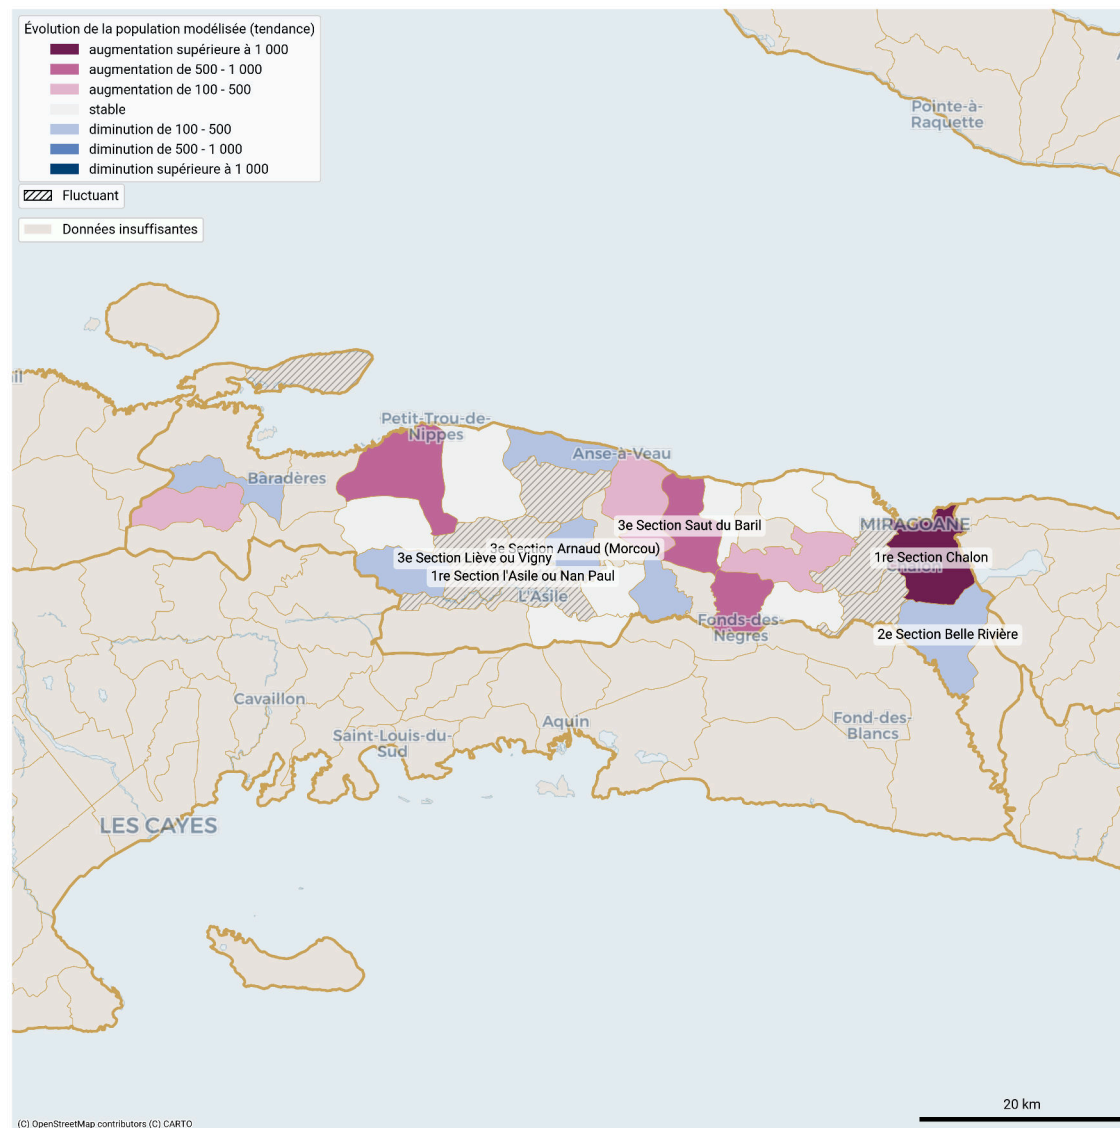 Évolution de la population modélisée (tendance)
augmentation supérieure à 1 000
augmentation de 500 - 1 000
augmentation de 100 - 500
stable
diminution de 100 - 500
diminution de 500 - 1 000
diminution supérieure à 1 000
Fluctuant
Données insuffisantes
Pointe-à-
Raquette
il
Petit-Trou-de-
Nippes
Anse-à-Veau
Baradères
MIRAGOANE
3e Section Saut du Baril
3e Section Arnaud (Morcou)
3e Section Liève ou Vigny
1re Section Chalon
Chalon
1re Section l'Asile ou Nan Paul
L'Asile
Fonds-des-
Nègres
2e Section Belle Rivière
Cavaillon
Saint-Louis-du-
Sud
Aquin
Fond-des-
Blancs
LES CAYES
20 km
(C) OpenStreetMap contributors (C) CARTO